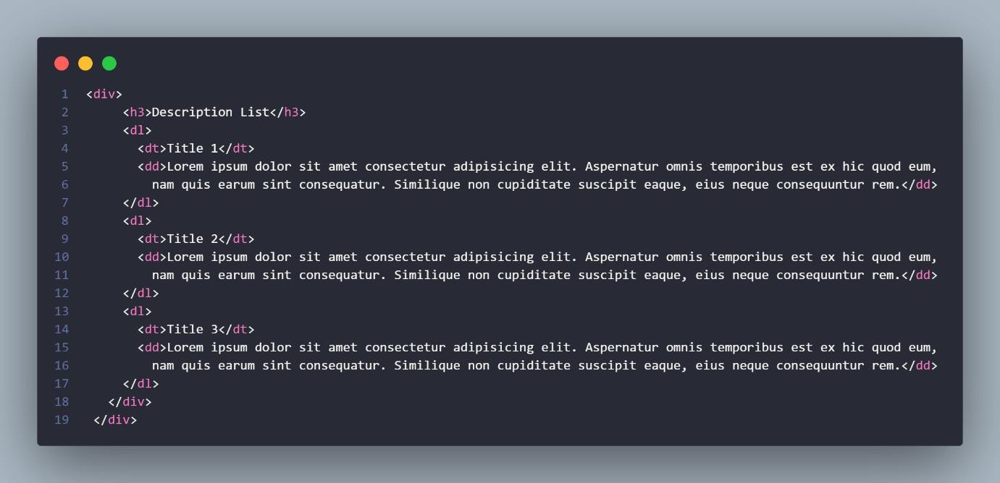 1 <div>
2 <h3>Description List</h3>
3 <dl>
4 <dt>Title 1</dt>
5 <dd>Lorem ipsum dolor sit amet consectetur adipisicing elit. Aspernatur omnis temporibus est ex hic quod eum,
6 nam quis earum sint consequatur. Similique non cupiditate suscipit eaque, eius neque consequuntur rem.</dd>
7 </dl>
8 <dl>
9 <dt>Title 2</dt>
10 <dd>Lorem ipsum dolor sit amet consectetur adipisicing elit. Aspernatur omnis temporibus est ex hic quod eum,
11 nam quis earum sint consequatur. Similique non cupiditate suscipit eaque, eius neque consequuntur rem.</dd>
12 </dl>
13 <dl>
14 <dt>Title 3</dt>
15 <dd>Lorem ipsum dolor sit amet consectetur adipisicing elit. Aspernatur omnis temporibus est ex hic quod eum,
16 nam quis earum sint consequatur. Similique non cupiditate suscipit eaque, eius neque consequuntur rem.</dd>
17 </dl>
18 </div>
19 </div>